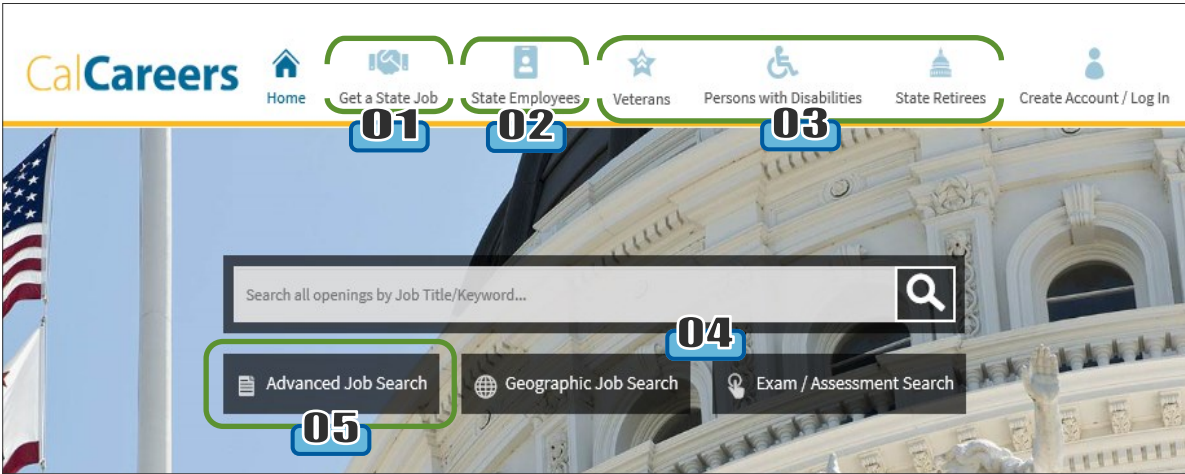 CalCareers
Home
Get a State Job
State Employees
Veterans
Persons with Disabilities
State Retirees
Create Account / Log In
01
02
03
Search all openings by Job Title/Keyword...
04
Advanced Job Search
Geographic Job Search
Exam / Assessment Search
05